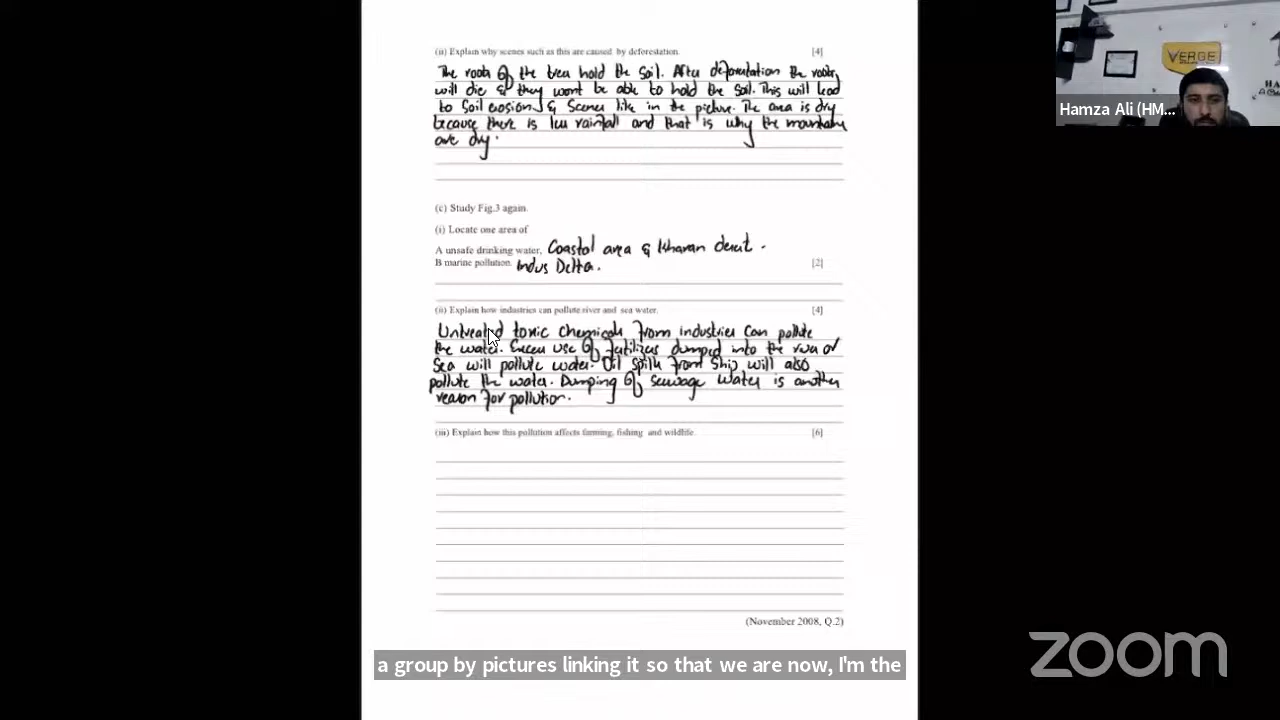 (ii) Explain why scenes such as this are caused by deforestation. [4]
The roots of the trees hold the soil. After deforestation the roots
will die & they wont be able to hold the soil. This will lead
to soil erosion & scenes like in the picture. The area is dry
because there is less rainfall and that is why the mountains
are dry.
(c) Study Fig.3 again.
(i) Locate one area of
A unsafe drinking water, Coastal area & Kharan desert.
B marine pollution. Indus Delta. [2]
(ii) Explain how industries can pollute river and sea water. [4]
Untreated toxic chemicals from industries can pollute
the water. Excess use of fertilizers dumped into the river or
sea will pollute water. Oil spills from ship will also
pollute the water. Dumping of sewage water is another
reason for pollution.
(iii) Explain how this pollution affects farming, fishing and wildlife. [6]
(November 2008, Q.2)
a group by pictures linking it so that we are now, I'm the
VERGE
Hamza Ali (HM...
zoom